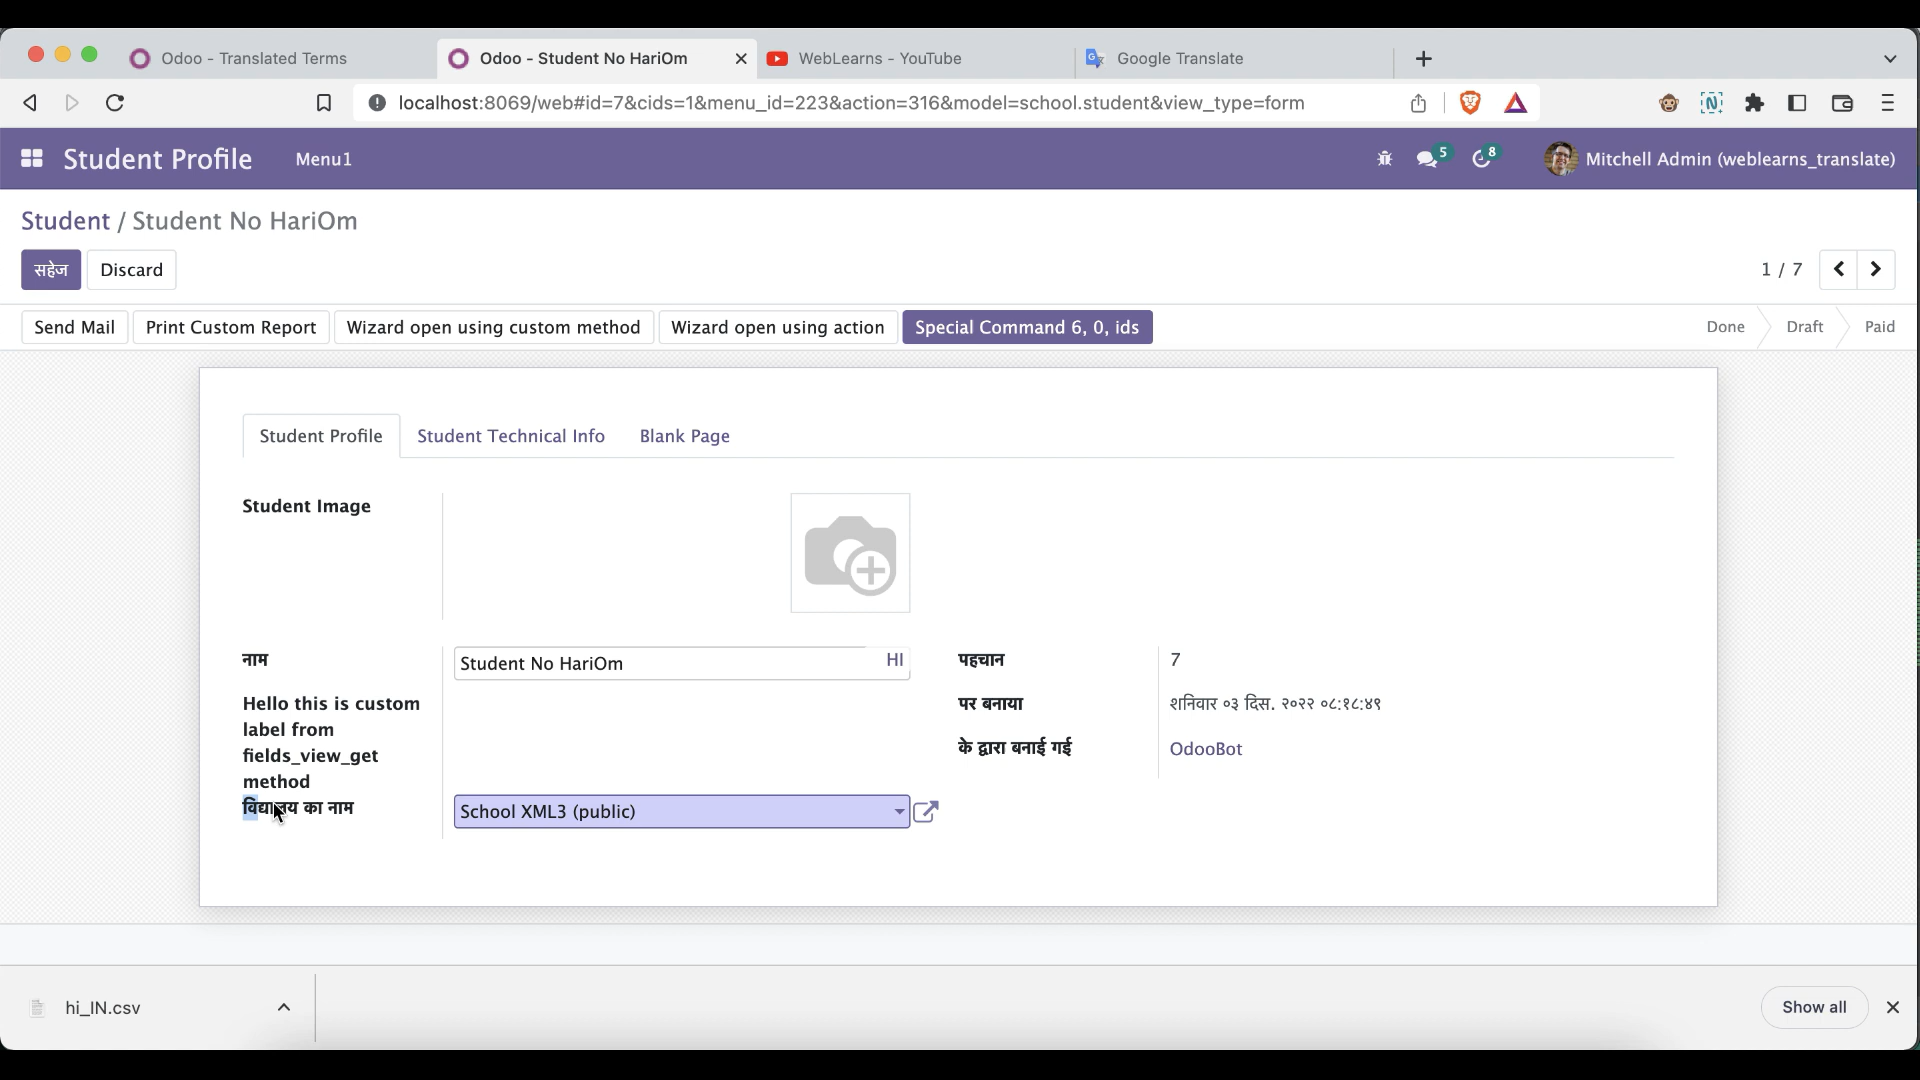 Odoo - Translated Terms
Odoo - Student No HariOm
WebLearns - YouTube
Google Translate
localhost:8069/web#id=7&cids=1&menu_id=223&action=316&model=school.student&view_type=form
Student Profile
Menu1
5
8
Mitchell Admin (weblearns_translate)
Student / Student No HariOm
सहेज
Discard
1 / 7
Send Mail
Print Custom Report
Wizard open using custom method
Wizard open using action
Special Command 6, 0, ids
Done
Draft
Paid
Student Profile
Student Technical Info
Blank Page
Student Image
नाम
Student No HariOm
HI
Hello this is custom
label from
fields_view_get
method
विद्यालय का नाम
School XML3 (public)
पहचान
7
पर बनाया
शनिवार ०३ दिस. २०२२ ०८:१८:४९
के द्वारा बनाई गई
OdooBot
hi_IN.csv
Show all